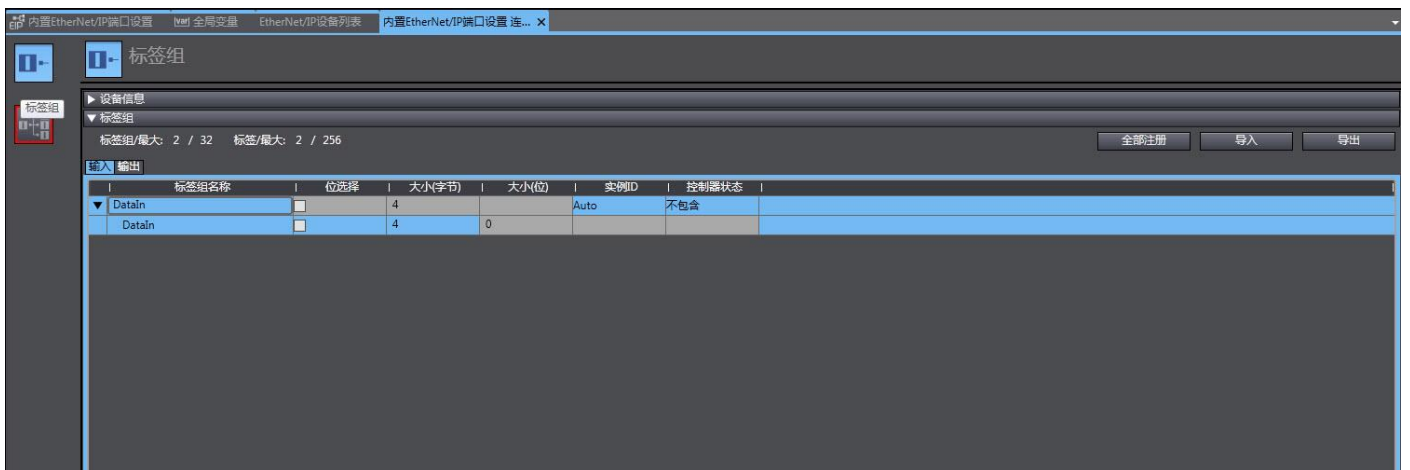 内置EtherNet/IP端口设置 var 全局变量 EtherNet/IP设备列表 内置EtherNet/IP端口设置 连... ×
标签组
设备信息
标签组
标签组
标签组/最大: 2 / 32 标签/最大: 2 / 256 全部注册 导入 导出
输入 输出
标签组名称 位选择 大小(字节) 大小(位) 实例ID 控制器状态
DataIn 4 Auto 不包含
DataIn 4 0